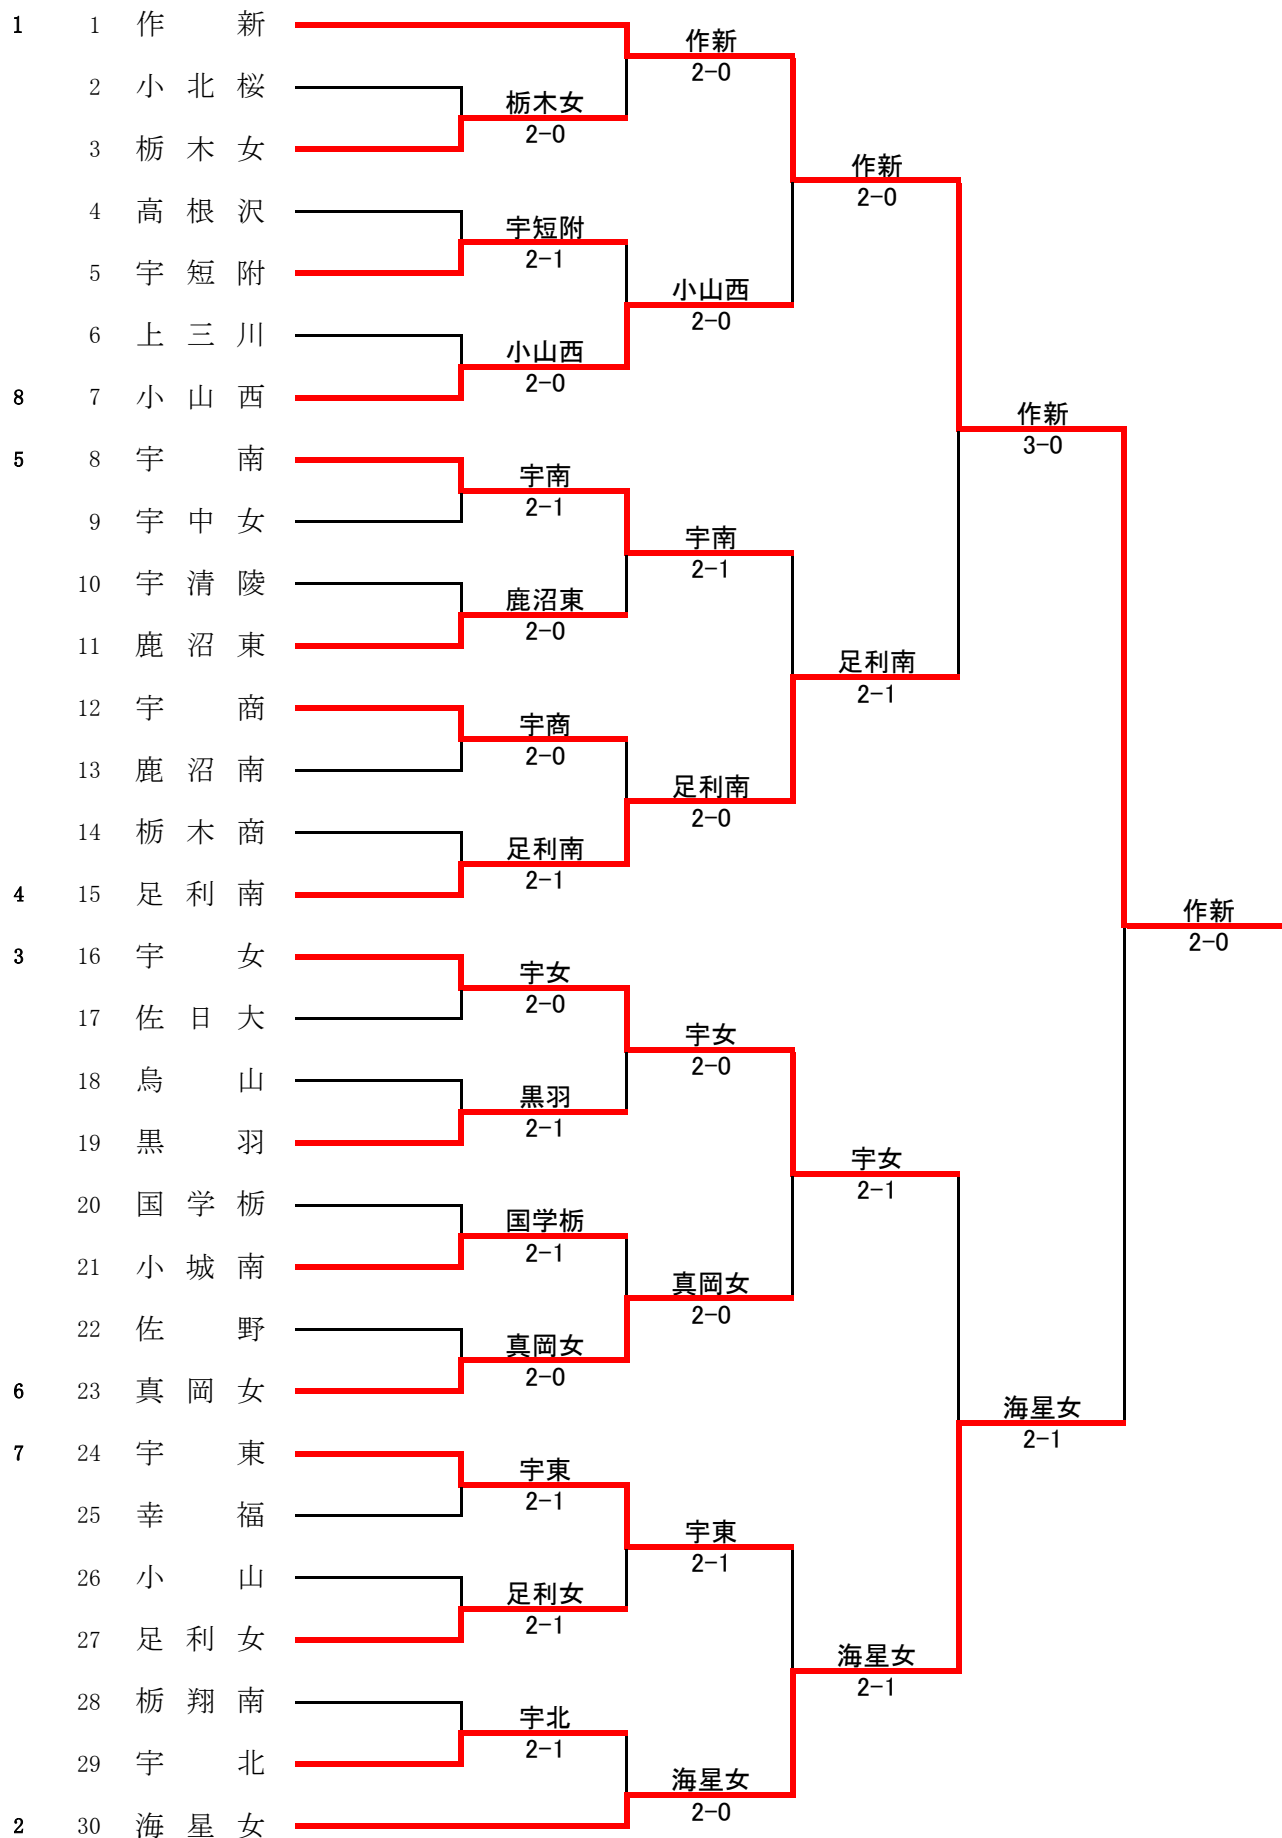 1 1 作 新
2 小 北 桜
3 栃 木 女
4 高 根 沢
5 宇 短 附
6 上 三 川
8 7 小 山 西
5 8 宇 南
9 宇 中 女
10 宇 清 陵
11 鹿 沼 東
12 宇 商
13 鹿 沼 南
14 栃 木 商
4 15 足 利 南
3 16 宇 女
17 佐 日 大
18 烏 山
19 黒 羽
20 国 学 栃
21 小 城 南
22 佐 野
6 23 真 岡 女
7 24 宇 東
25 幸 福
26 小 山
27 足 利 女
28 栃 翔 南
29 宇 北
2 30 海 星 女
栃木女
2-0
宇短附
2-1
小山西
2-0
宇南
2-1
鹿沼東
2-0
宇商
2-0
足利南
2-1
宇女
2-0
黒羽
2-1
国学栃
2-1
真岡女
2-0
宇東
2-1
足利女
2-1
宇北
2-1
作新
2-0
小山西
2-0
宇南
2-1
足利南
2-0
宇女
2-0
真岡女
2-0
宇東
2-1
海星女
2-0
作新
2-0
足利南
2-1
宇女
2-1
海星女
2-1
作新
3-0
海星女
2-1
作新
2-0